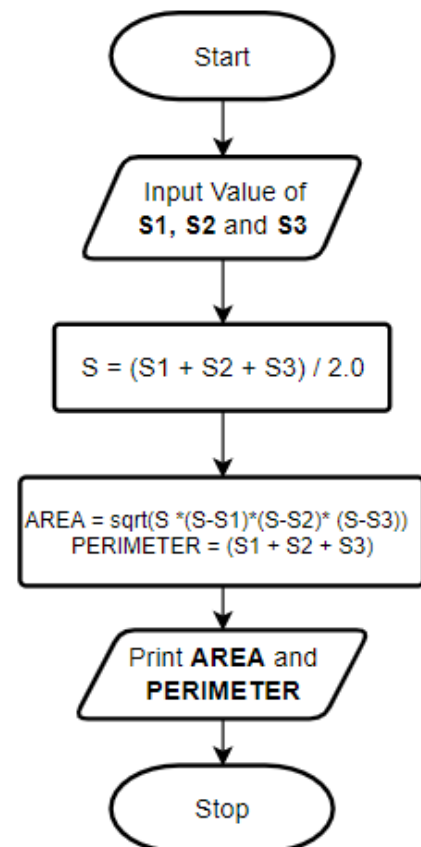 Start
Input Value of
S1, S2 and S3
S = (S1 + S2 + S3) / 2.0
AREA = sqrt(S *(S-S1)*(S-S2)* (S-S3))
PERIMETER = (S1 + S2 + S3)
Print AREA and
PERIMETER
Stop